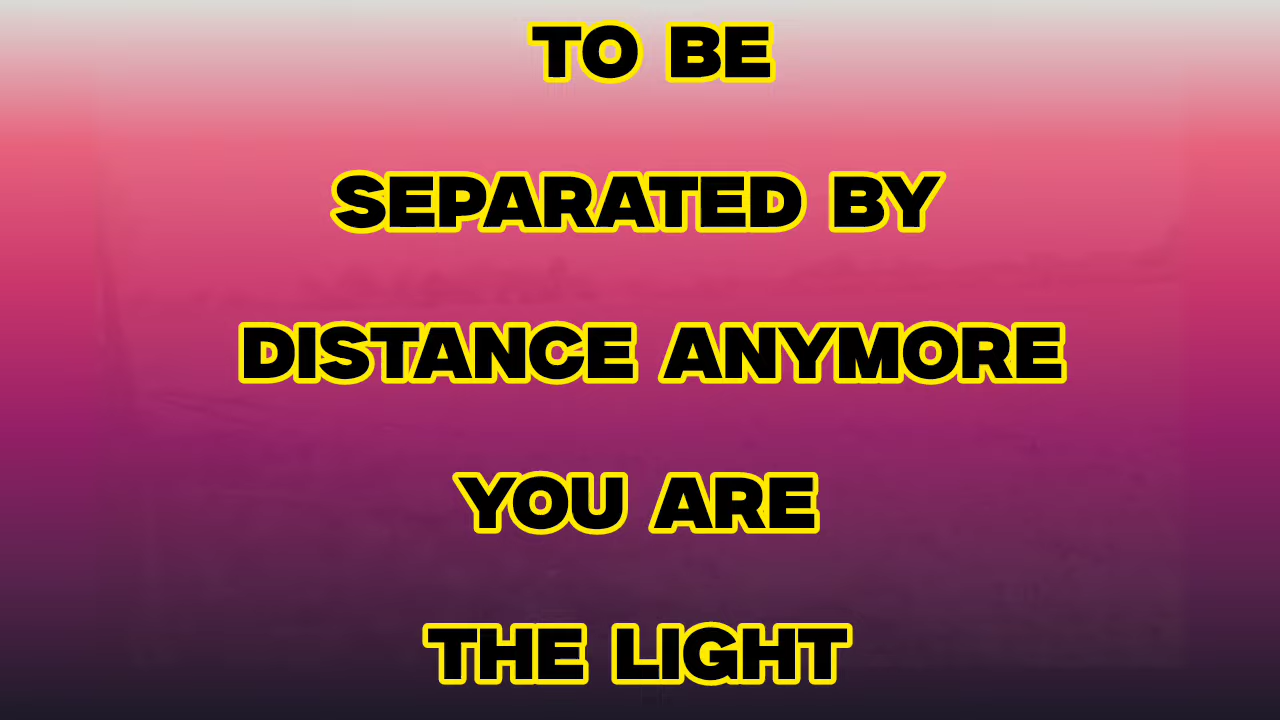 TO BE
SEPARATED BY
DISTANCE ANYMORE
YOU ARE
THE LIGHT